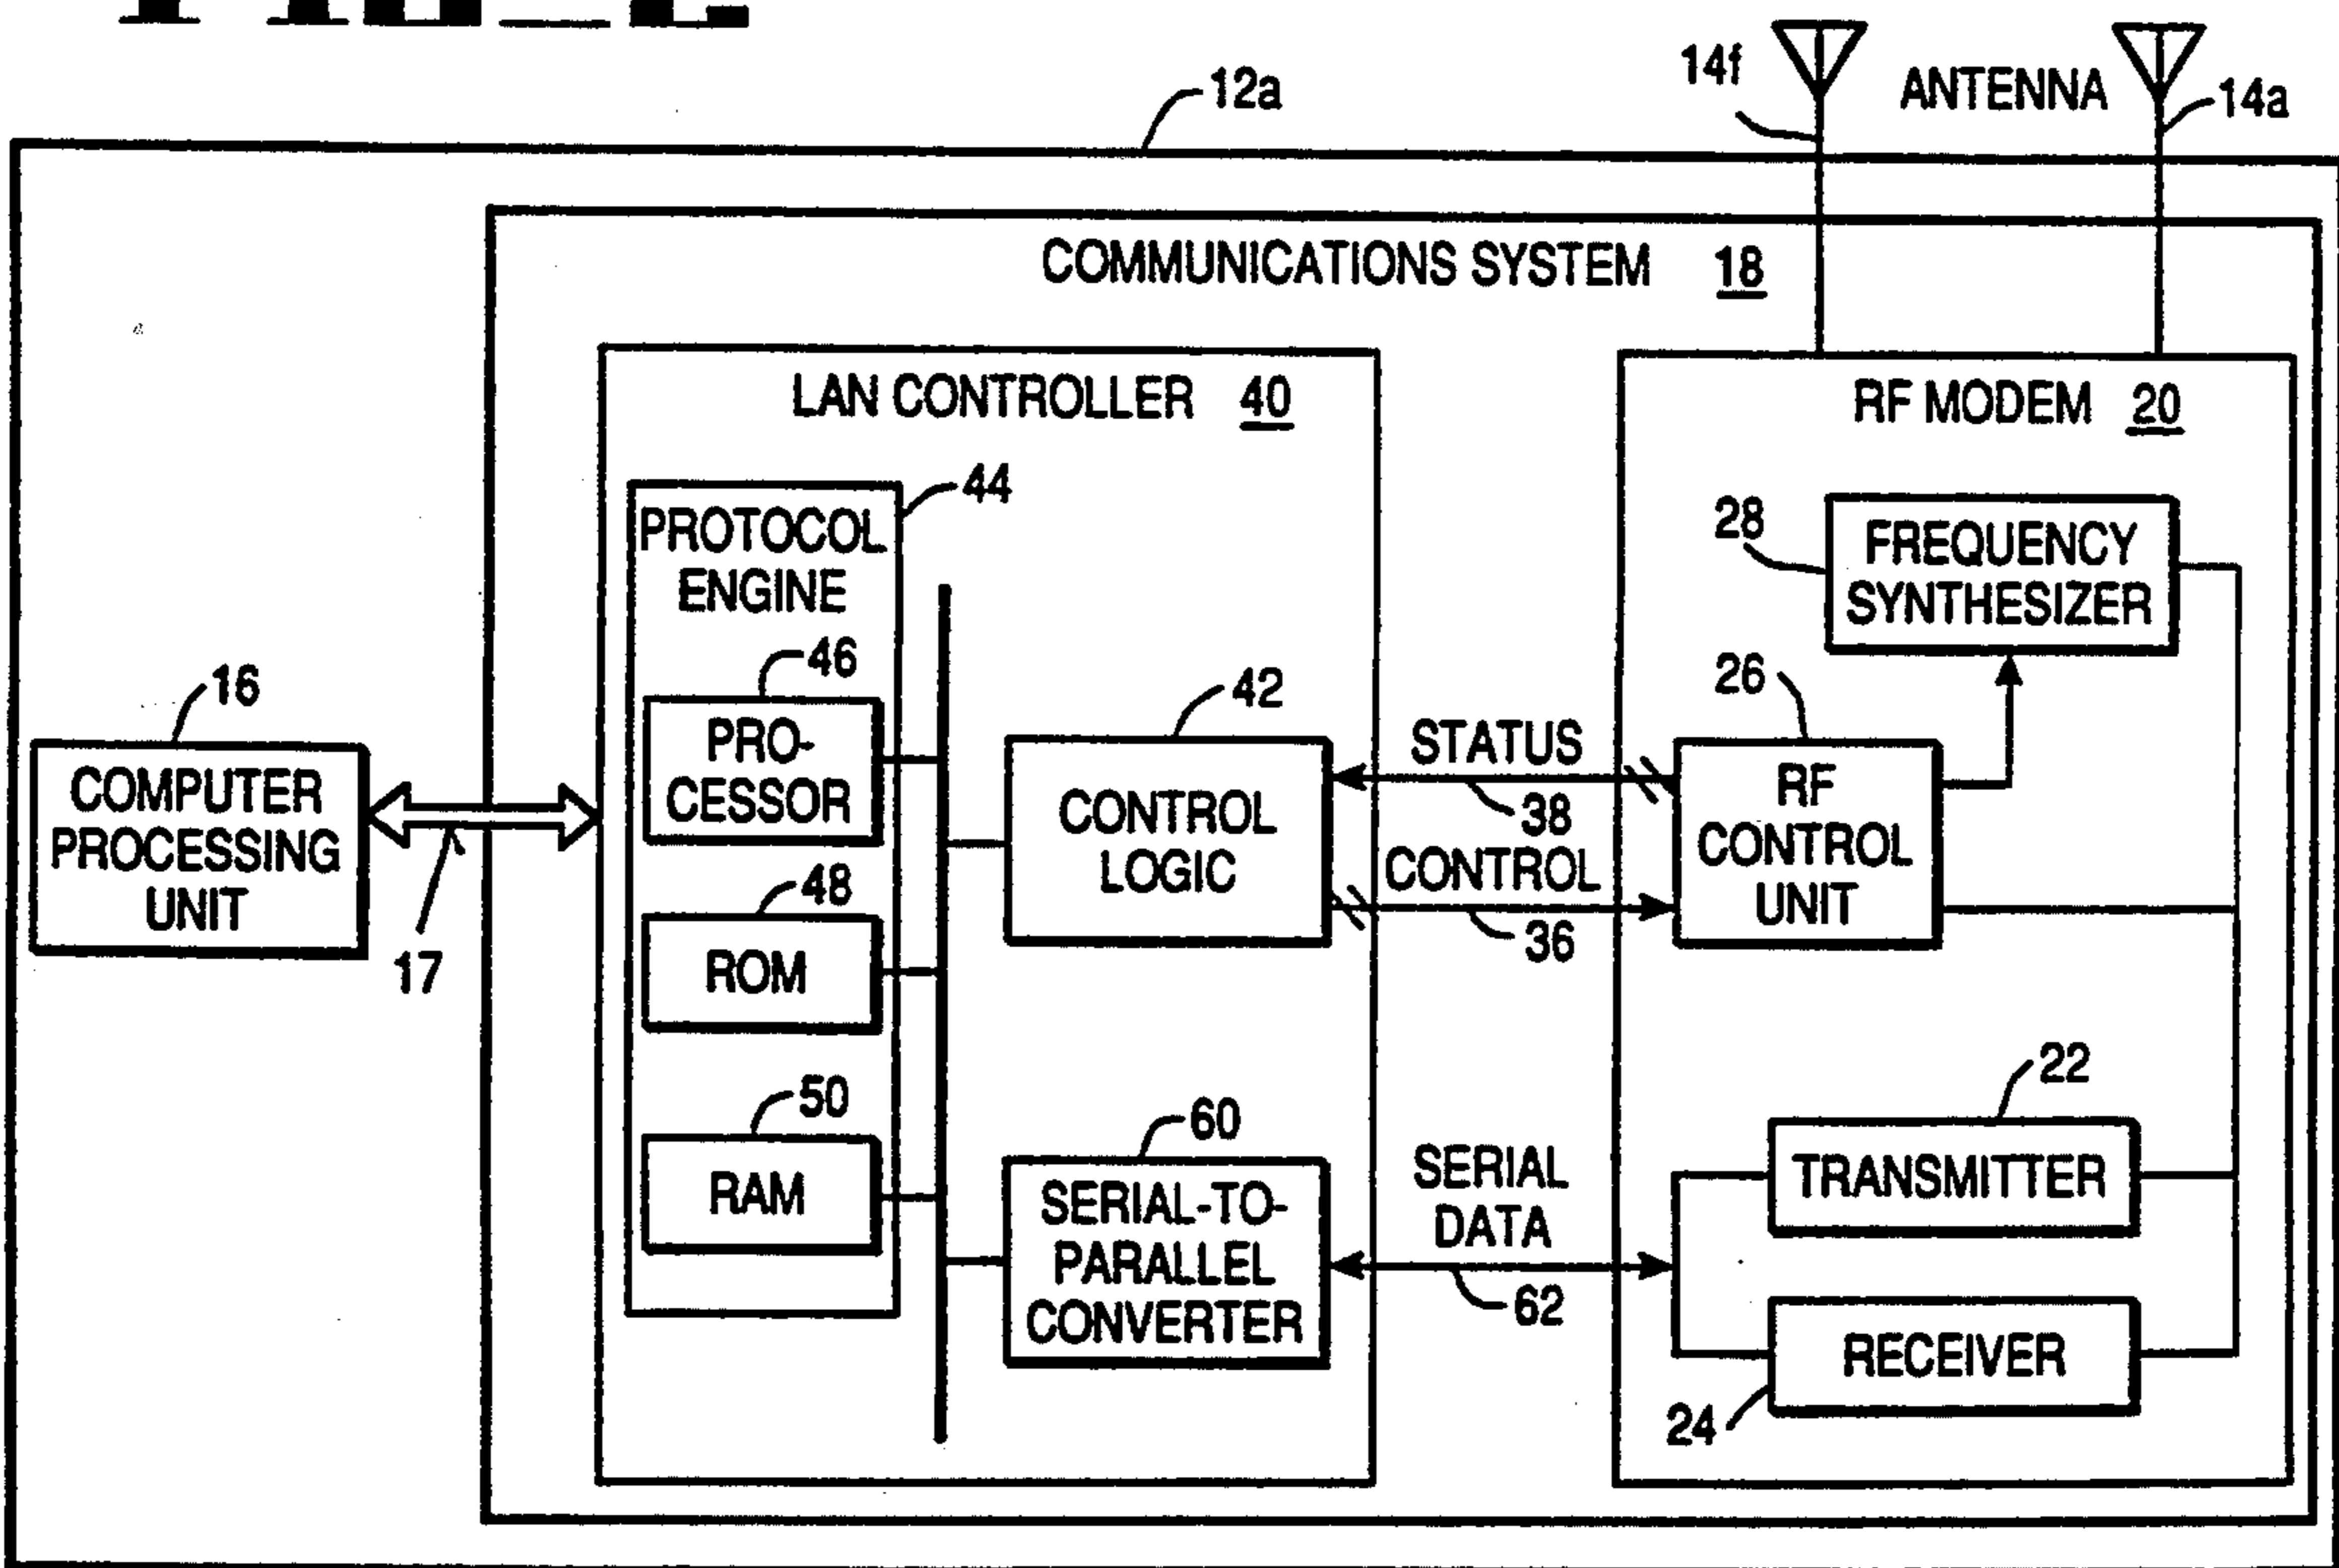 14f
ANTENNA
14a
12a
COMMUNICATIONS SYSTEM 18
LAN CONTROLLER 40
RF MODEM 20
44
PROTOCOL
ENGINE
28
FREQUENCY
SYNTHESIZER
46
PRO-
CESSOR
16
COMPUTER
PROCESSING
UNIT
17
42
CONTROL
LOGIC
STATUS
38
CONTROL
36
26
RF
CONTROL
UNIT
48
ROM
50
RAM
60
SERIAL-TO-
PARALLEL
CONVERTER
SERIAL
DATA
62
22
TRANSMITTER
RECEIVER
24